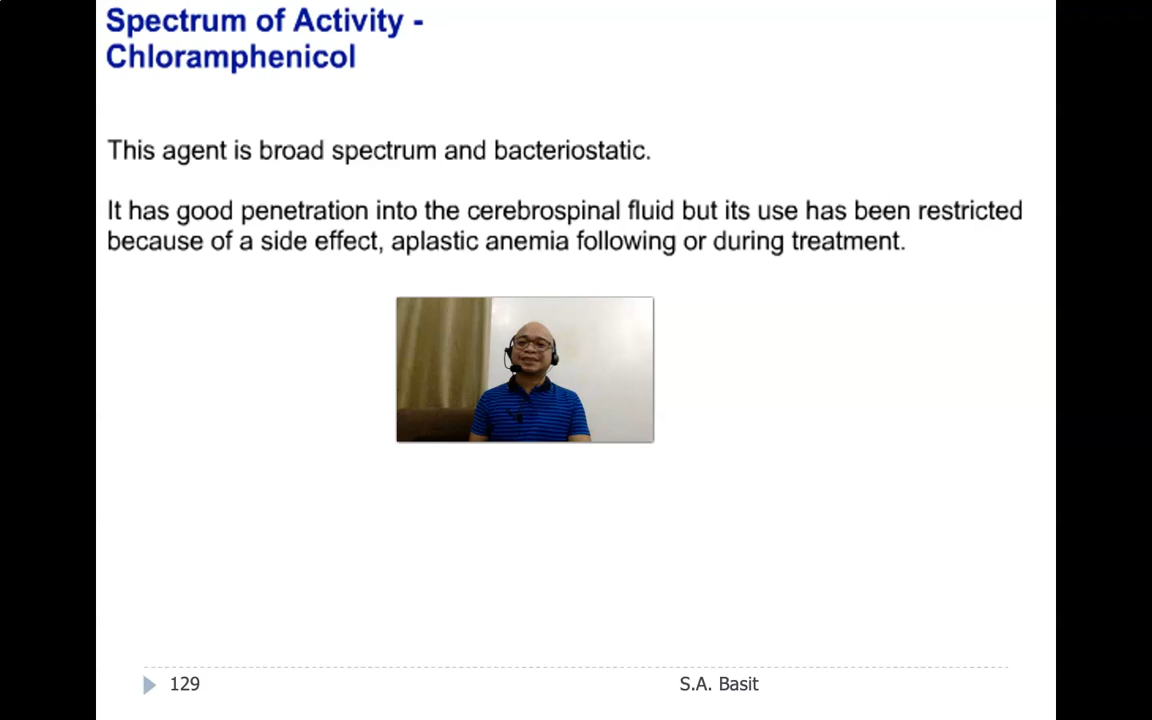 Spectrum of Activity -
Chloramphenicol
This agent is broad spectrum and bacteriostatic.
It has good penetration into the cerebrospinal fluid but its use has been restricted
because of a side effect, aplastic anemia following or during treatment.
129
S.A. Basit